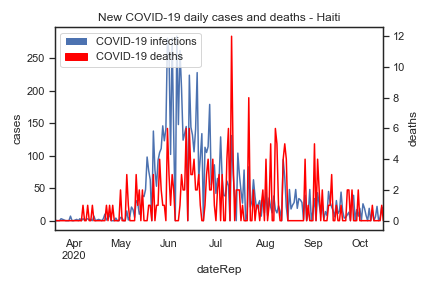 New COVID-19 daily cases and deaths - Haiti
COVID-19 infections
COVID-19 deaths
cases
250
200
150
100
50
0
deaths
12
10
8
6
4
2
0
Apr
2020
May
Jun
Jul
Aug
Sep
Oct
dateRep